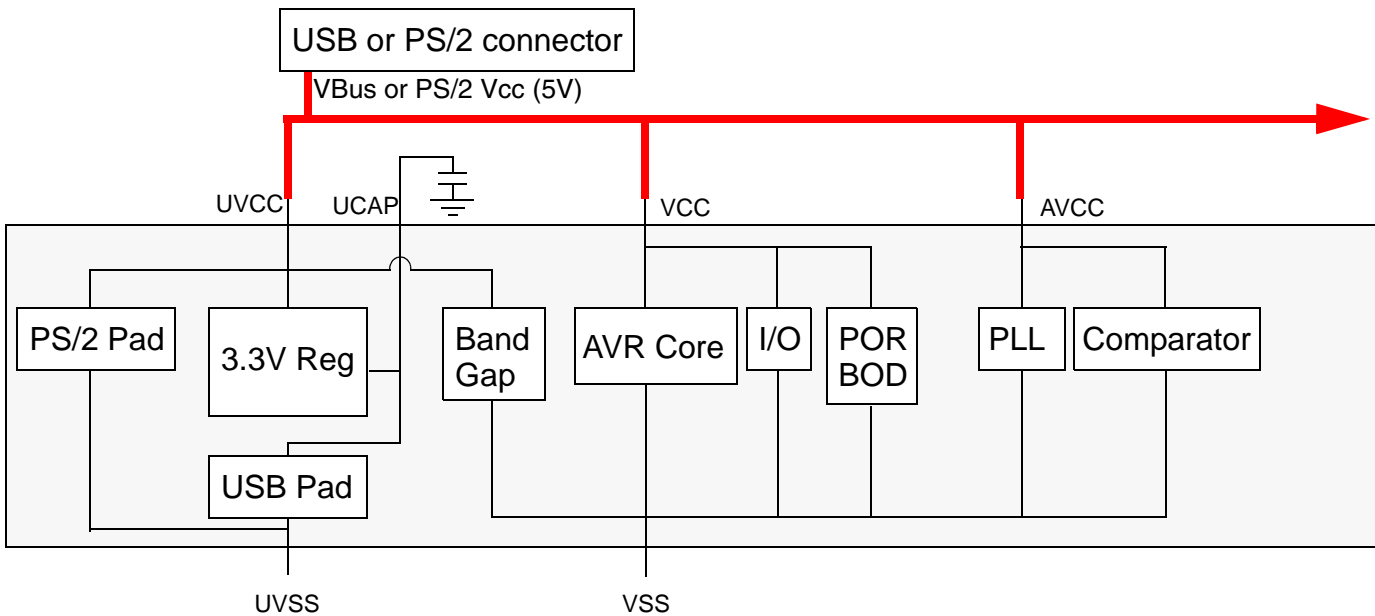 USB or PS/2 connector
VBus or PS/2 Vcc (5V)
UVCC
UCAP
VCC
AVCC
PS/2 Pad
3.3V Reg
Band
Gap
AVR Core
I/O
POR
BOD
PLL
Comparator
USB Pad
UVSS
VSS